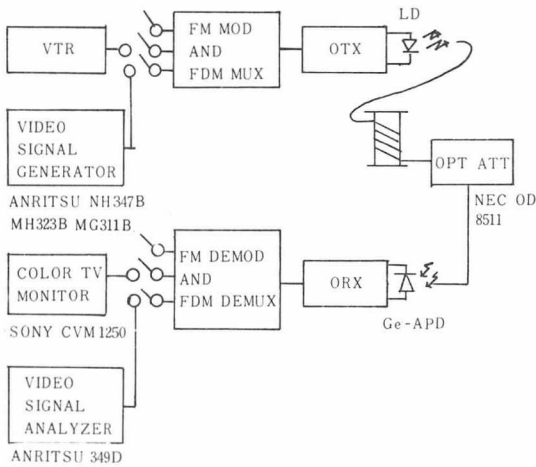 LD
VTR
FM MOD
AND
FDM MUX
OTX
VIDEO
SIGNAL
GENERATOR
OPT ATT
ANRITSU NH347B
MH323B MG311B
NEC OD
8511
FM DEMOD
AND
FDM DEMUX
COLOR TV
MONITOR
ORX
SONY CVM1250
Ge-APD
VIDEO
SIGNAL
ANALYZER
ANRITSU 349D